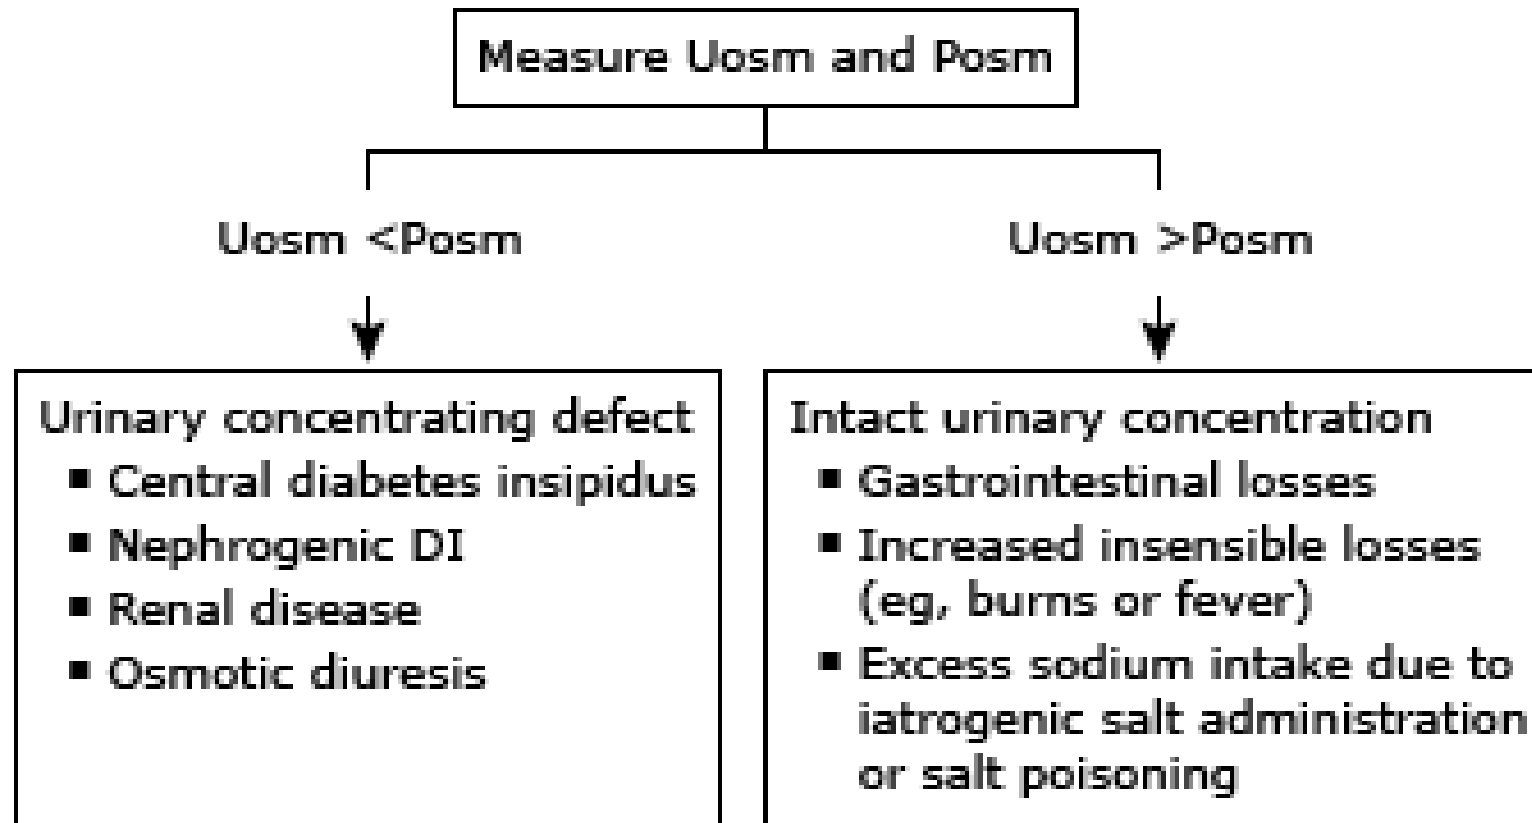 Measure Uosm and Posm
Uosm <Posm
Uosm >Posm
Urinary concentrating defect
■ Central diabetes insipidus
■ Nephrogenic DI
■ Renal disease
■ Osmotic diuresis
Intact urinary concentration
■ Gastrointestinal losses
■ Increased insensible losses
(eg, burns or fever)
■ Excess sodium intake due to
iatrogenic salt administration
or salt poisoning